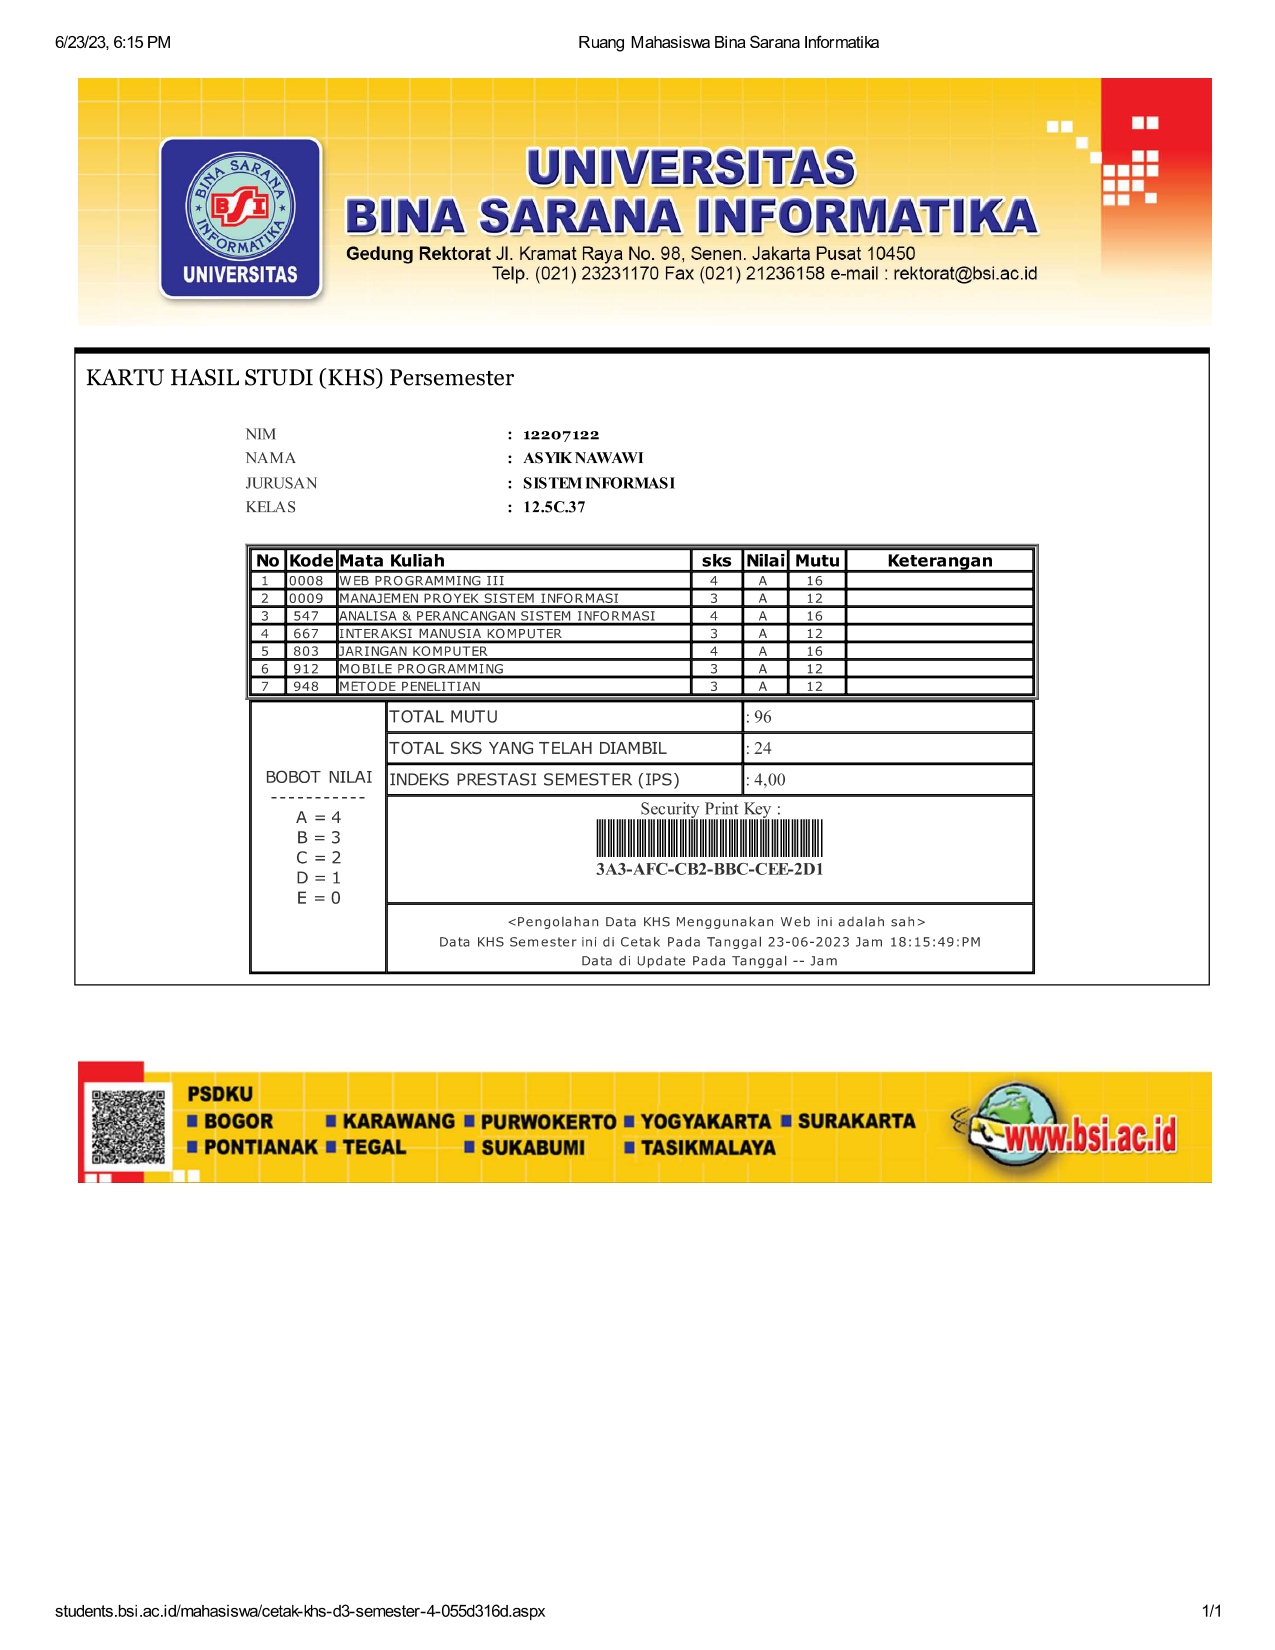 6/23/23, 6:15 PM Ruang Mahasiswa Bina Sarana Informatika
BINA SARANA
BSI
INFORMATIKA
UNIVERSITAS
UNIVERSITAS
BINA SARANA INFORMATIKA
Gedung Rektorat Jl. Kramat Raya No. 98, Senen. Jakarta Pusat 10450
Telp. (021) 23231170 Fax (021) 21236158 e-mail : rektorat@bsi.ac.id
KARTU HASIL STUDI (KHS) Persemester
NIM : 12207122
NAMA : ASYIK NAWAWI
JURUSAN : SISTEM INFORMASI
KELAS : 12.5C.37
No Kode Mata Kuliah sks Nilai Mutu Keterangan
1 0008 WEB PROGRAMMING III 4 A 16
2 0009 MANAJEMEN PROYEK SISTEM INFORMASI 3 A 12
3 547 ANALISA & PERANCANGAN SISTEM INFORMASI 4 A 16
4 667 INTERAKSI MANUSIA KOMPUTER 3 A 12
5 803 JARINGAN KOMPUTER 4 A 16
6 912 MOBILE PROGRAMMING 3 A 12
7 948 METODE PENELITIAN 3 A 12
BOBOT NILAI
-----------
A = 4
B = 3
C = 2
D = 1
E = 0
TOTAL MUTU : 96
TOTAL SKS YANG TELAH DIAMBIL : 24
INDEKS PRESTASI SEMESTER (IPS) : 4,00
Security Print Key :
3A3-AFC-CB2-BBC-CEE-2D1
<Pengolahan Data KHS Menggunakan Web ini adalah sah>
Data KHS Semester ini di Cetak Pada Tanggal 23-06-2023 Jam 18:15:49:PM
Data di Update Pada Tanggal -- Jam
PSDKU
BOGOR KARAWANG PURWOKERTO YOGYAKARTA SURAKARTA
PONTIANAK TEGAL SUKABUMI TASIKMALAYA
www.bsi.ac.id
students.bsi.ac.id/mahasiswa/cetak-khs-d3-semester-4-055d316d.aspx 1/1